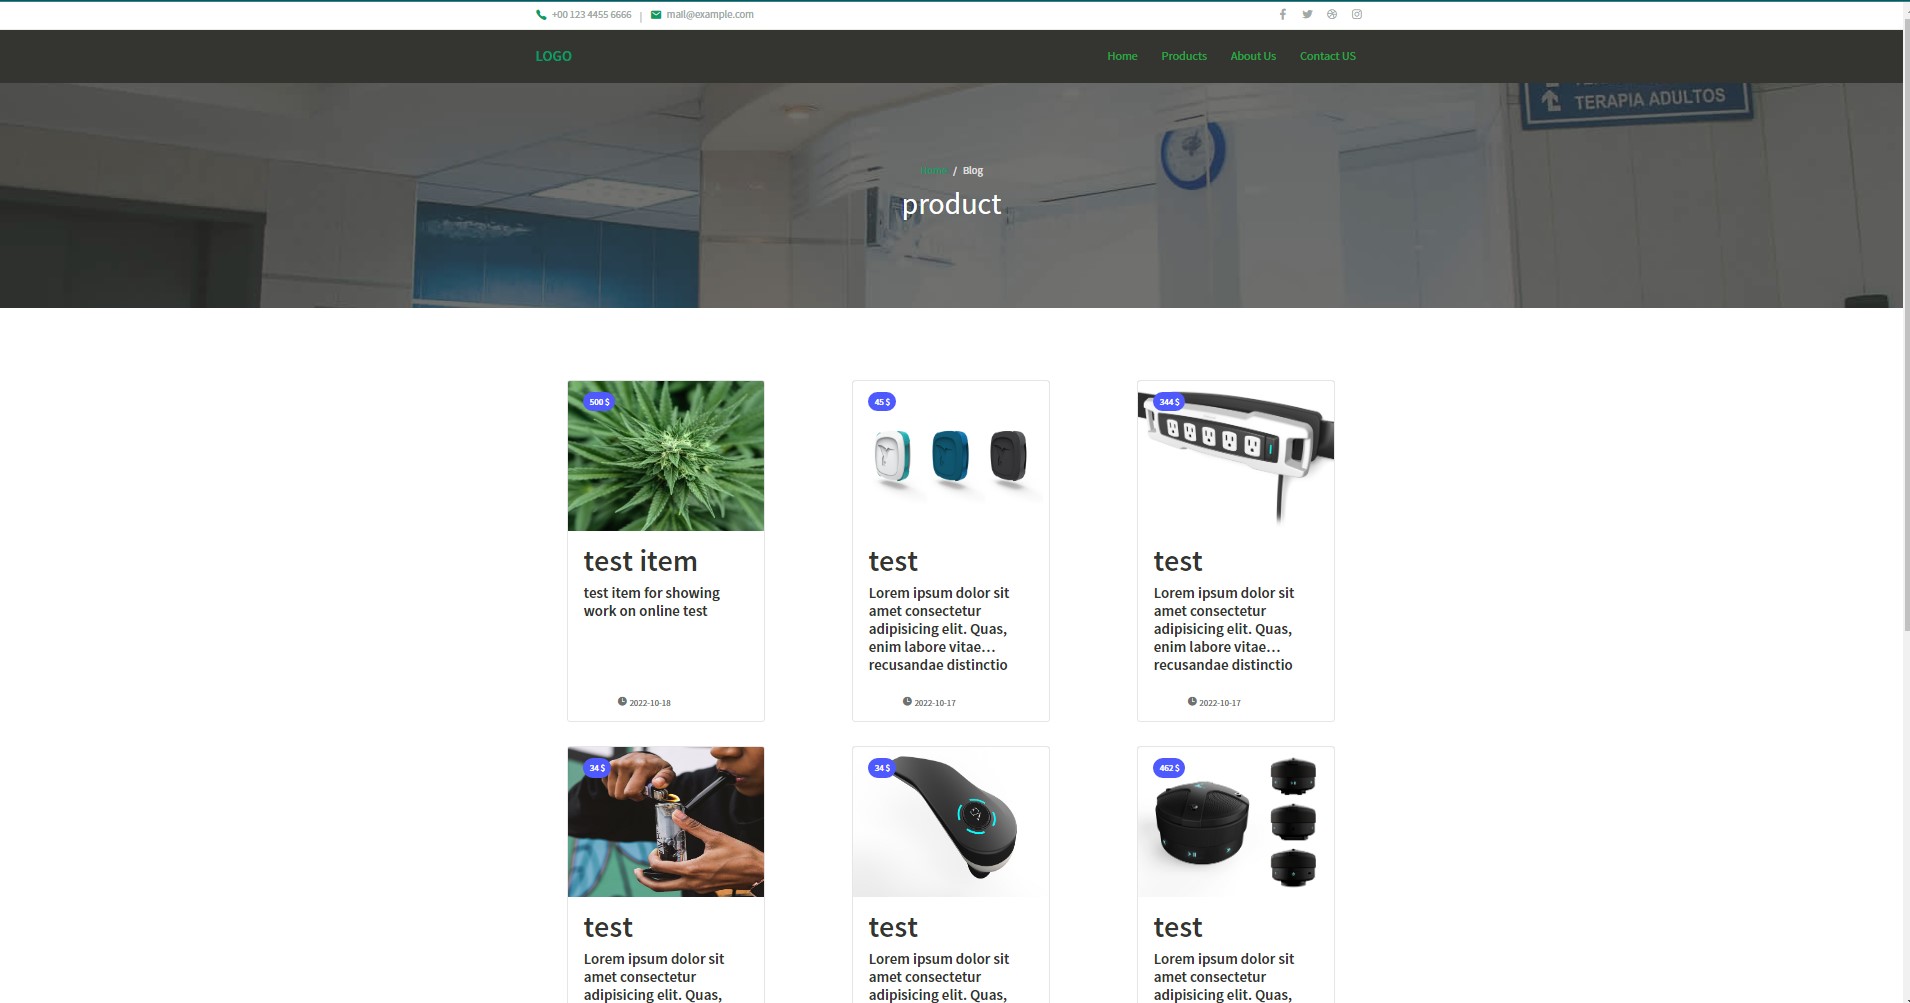 +00 123 4455 6666 | mail@example.com
LOGO
Home Products About Us Contact US
TERAPIA ADULTOS
Home / Blog
product
500 $
test item
test item for showing
work on online test
2022-10-18
45 $
test
Lorem ipsum dolor sit
amet consectetur
adipisicing elit. Quas,
enim labore vitae…
recusandae distinctio
2022-10-17
344 $
test
Lorem ipsum dolor sit
amet consectetur
adipisicing elit. Quas,
enim labore vitae…
recusandae distinctio
2022-10-17
34 $
test
Lorem ipsum dolor sit
amet consectetur
adipisicing elit. Quas,
34 $
test
Lorem ipsum dolor sit
amet consectetur
adipisicing elit. Quas,
462 $
test
Lorem ipsum dolor sit
amet consectetur
adipisicing elit. Quas,